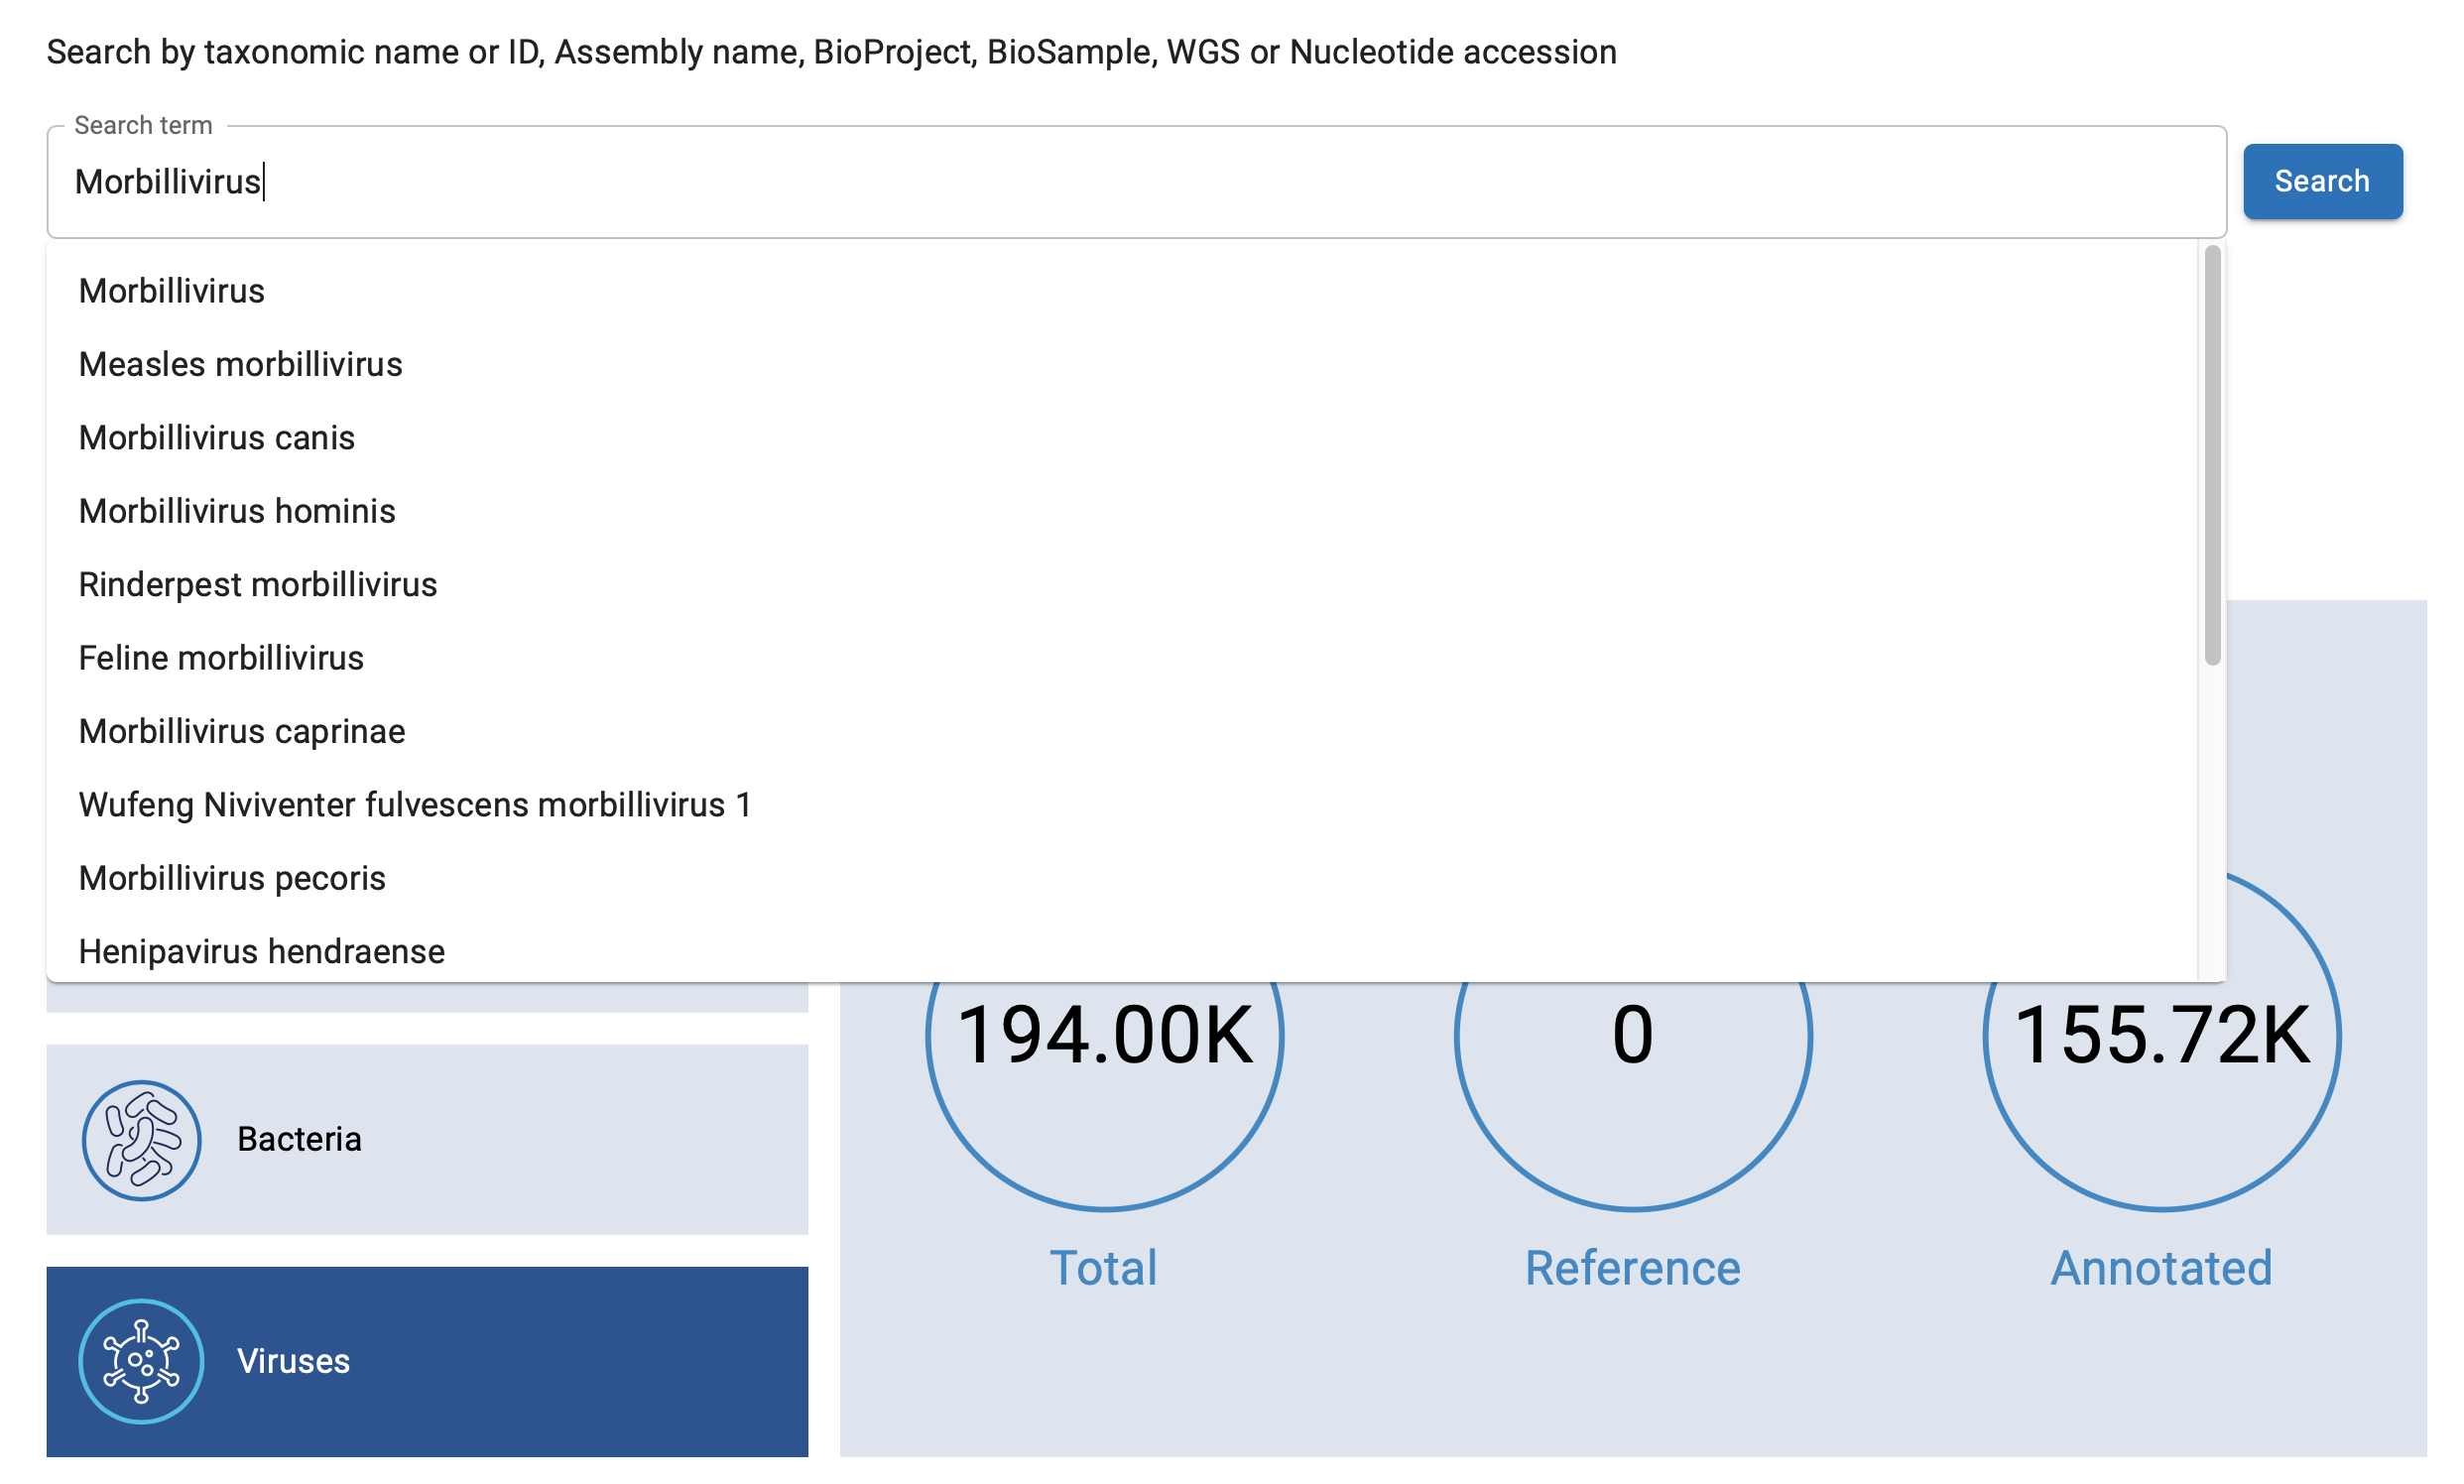 Search by taxonomic name or ID, Assembly name, BioProject, BioSample, WGS or Nucleotide accession
Search term
Morbillivirus
Search
Morbillivirus
Measles morbillivirus
Morbillivirus canis
Morbillivirus hominis
Rinderpest morbillivirus
Feline morbillivirus
Morbillivirus caprinae
Wufeng Niviventer fulvescens morbillivirus 1
Morbillivirus pecoris
Henipavirus hendraense
Bacteria
Viruses
194.00K
Total
0
Reference
155.72K
Annotated